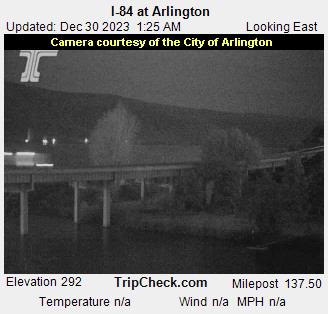 I-84 at Arlington
Updated: Dec 30 2023 1:25 AM Looking East
Camera courtesy of the City of Arlington
Elevation 292 TripCheck.com Milepost 137.50
Temperature n/a Wind n/a MPH n/a